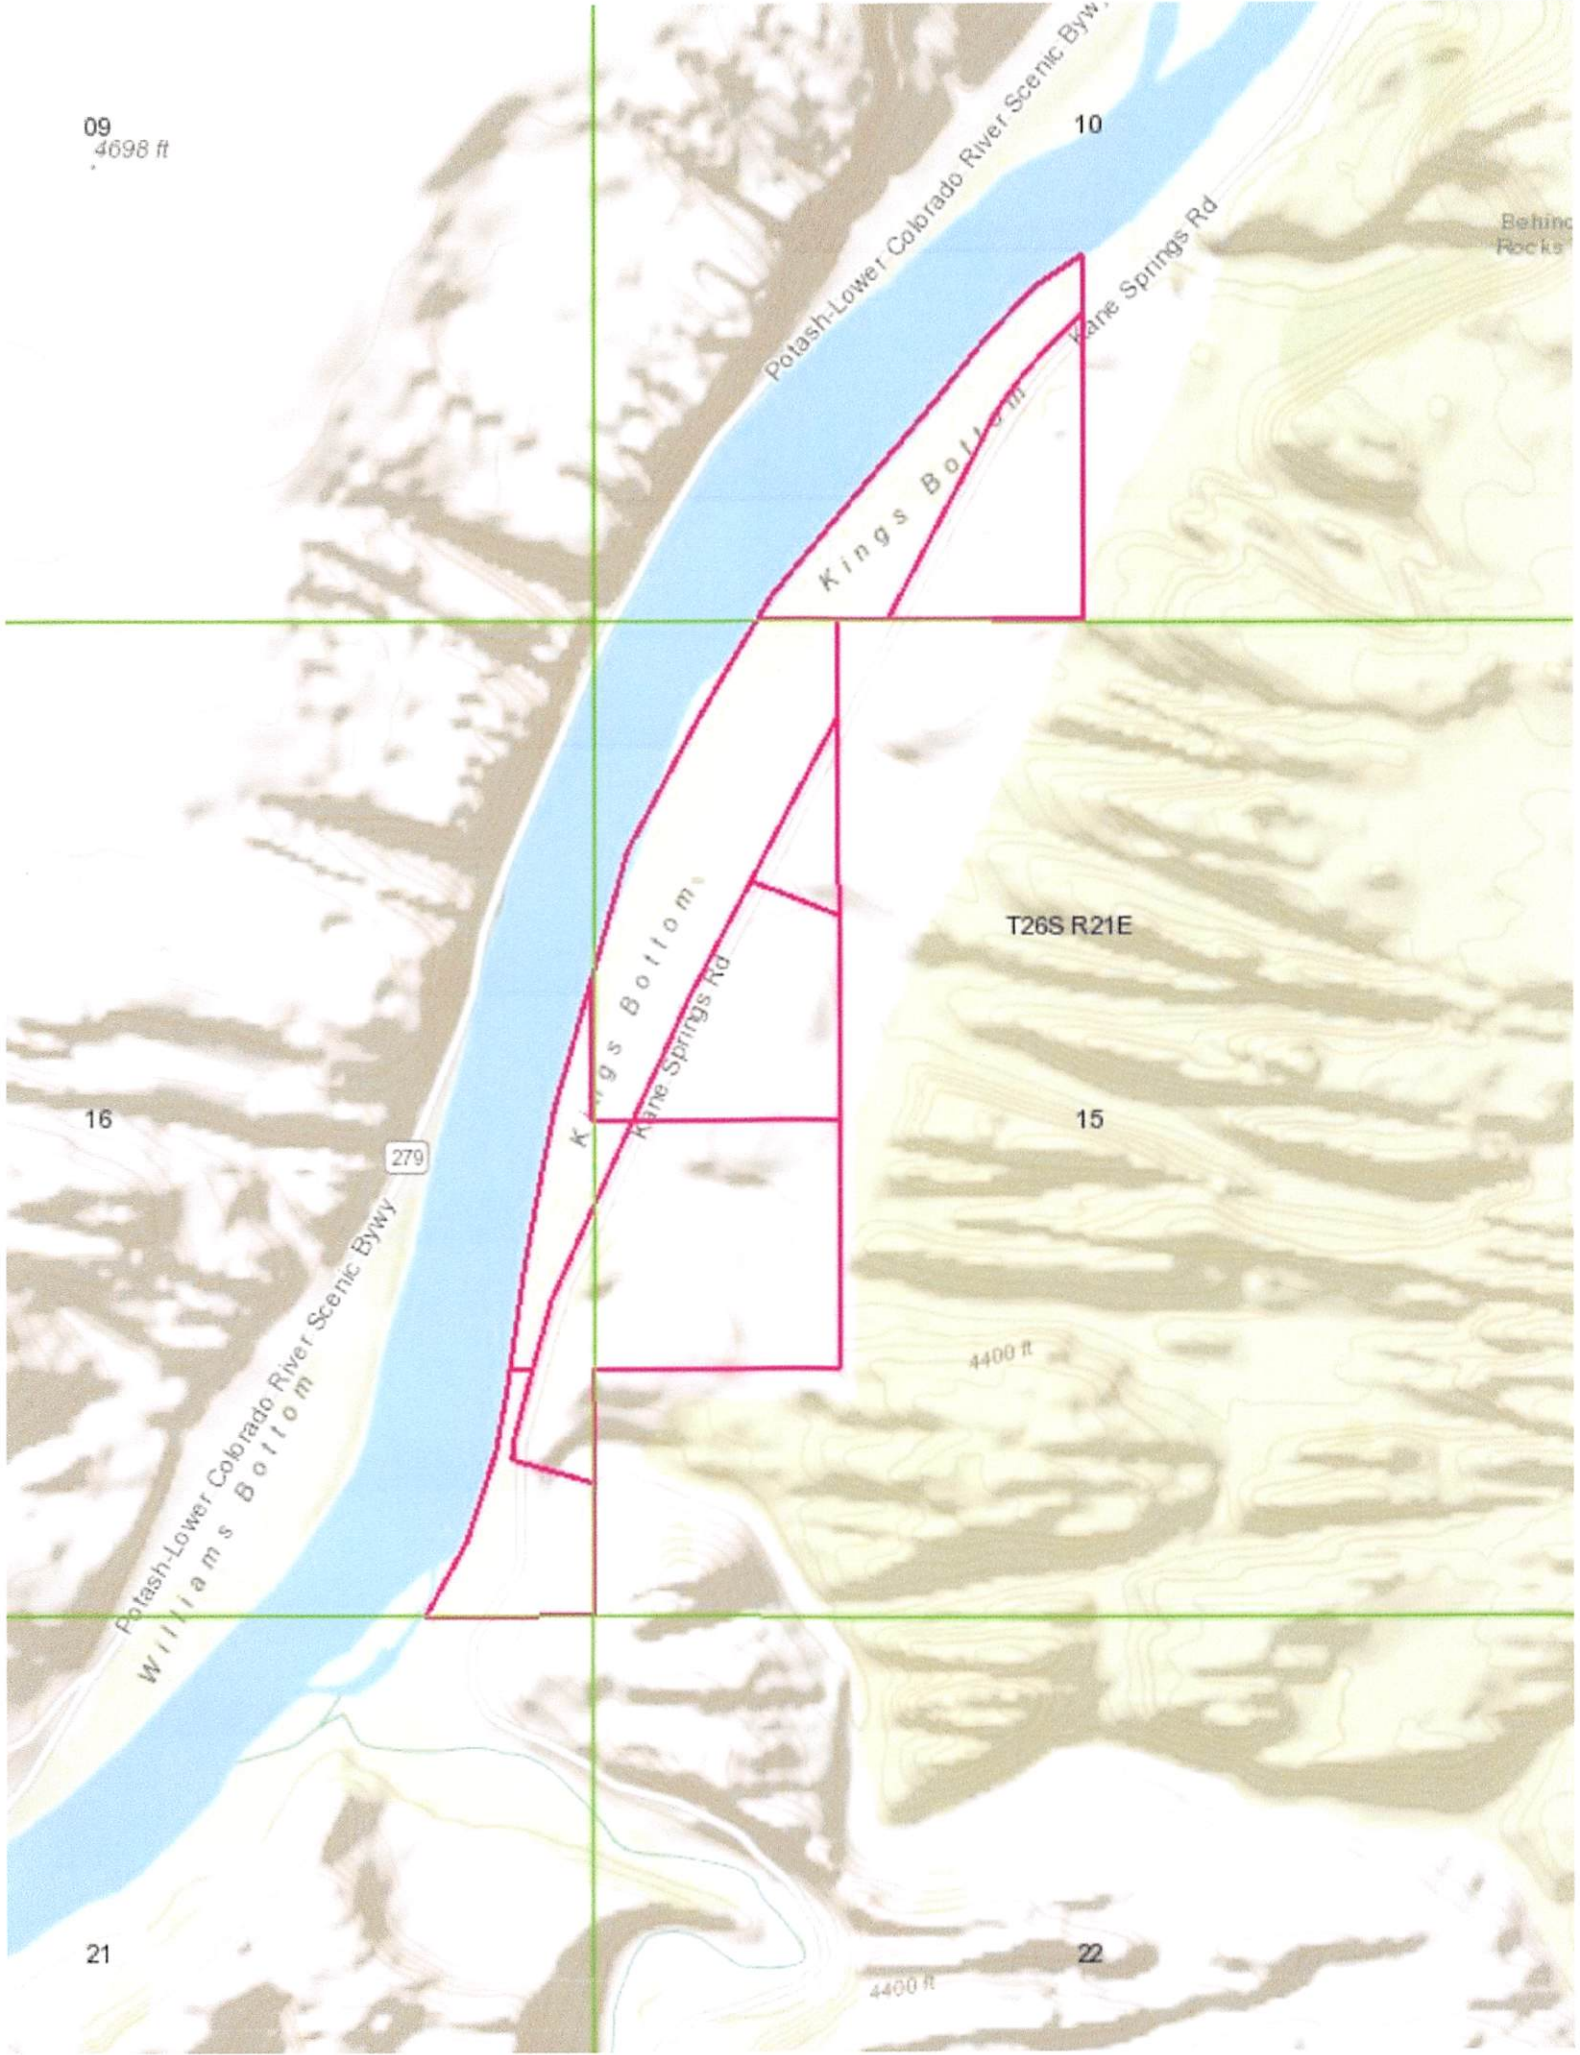 Potash-Lower Colorado River Scenic Bywy
09
4698 ft
10
Kane Springs Rd
Behind
Rocks
Kings Bottom
Kings Bottom
Kane Springs Rd
T26S R21E
16
15
279
Potash-Lower Colorado River Scenic Bywy
Williams Bottom
4400 ft
21
22
4400 ft